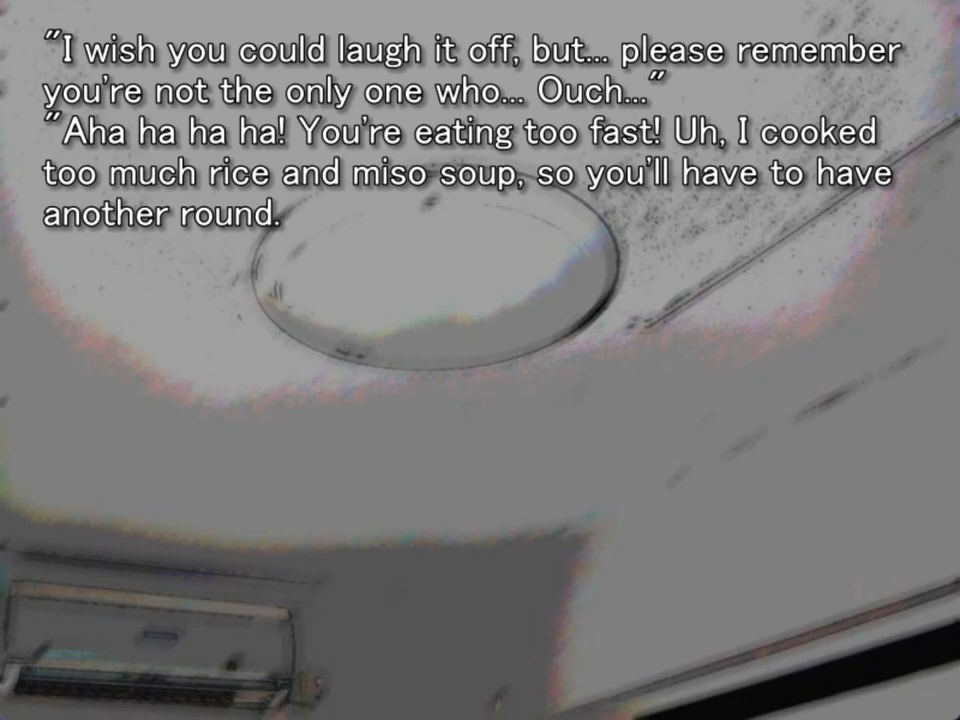 "I wish you could laugh it off, but... please remember
you're not the only one who... Ouch..."
"Aha ha ha ha! You're eating too fast! Uh, I cooked
too much rice and miso soup, so you'll have to have
another round.